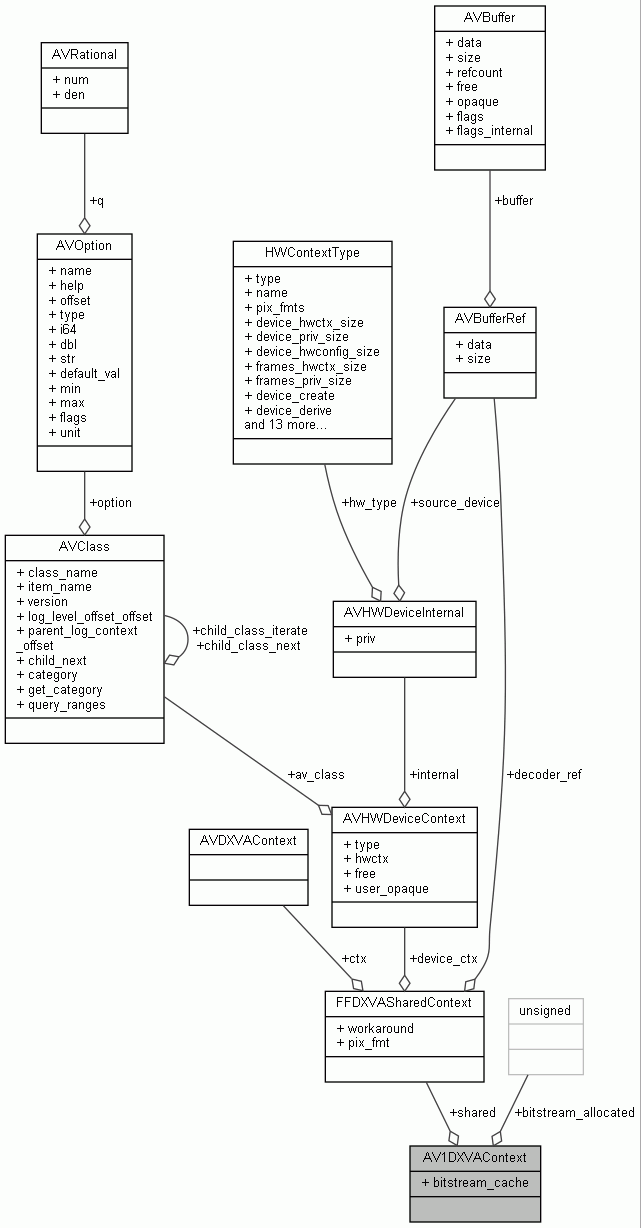 AVBuffer
+ data
+ size
+ refcount
+ free
+ opaque
+ flags
+ flags_internal
AVRational
+ num
+ den
+q
+buffer
AVOption
+ name
+ help
+ offset
+ type
+ i64
+ dbl
+ str
+ default_val
+ min
+ max
+ flags
+ unit
HWContextType
+ type
+ name
+ pix_fmts
+ device_hwctx_size
+ device_priv_size
+ device_hwconfig_size
+ frames_hwctx_size
+ frames_priv_size
+ device_create
+ device_derive
and 13 more...
AVBufferRef
+ data
+ size
+option
+hw_type
+source_device
AVClass
+ class_name
+ item_name
+ version
+ log_level_offset_offset
+ parent_log_context
_offset
+ child_next
+ category
+ get_category
+ query_ranges
+child_class_iterate
+child_class_next
AVHWDeviceInternal
+ priv
+av_class
+internal
+decoder_ref
AVDXVAContext
AVHWDeviceContext
+ type
+ hwctx
+ free
+ user_opaque
+ctx
+device_ctx
FFDXVASharedContext
+ workaround
+ pix_fmt
unsigned
+shared
+bitstream_allocated
AV1DXVAContext
+ bitstream_cache